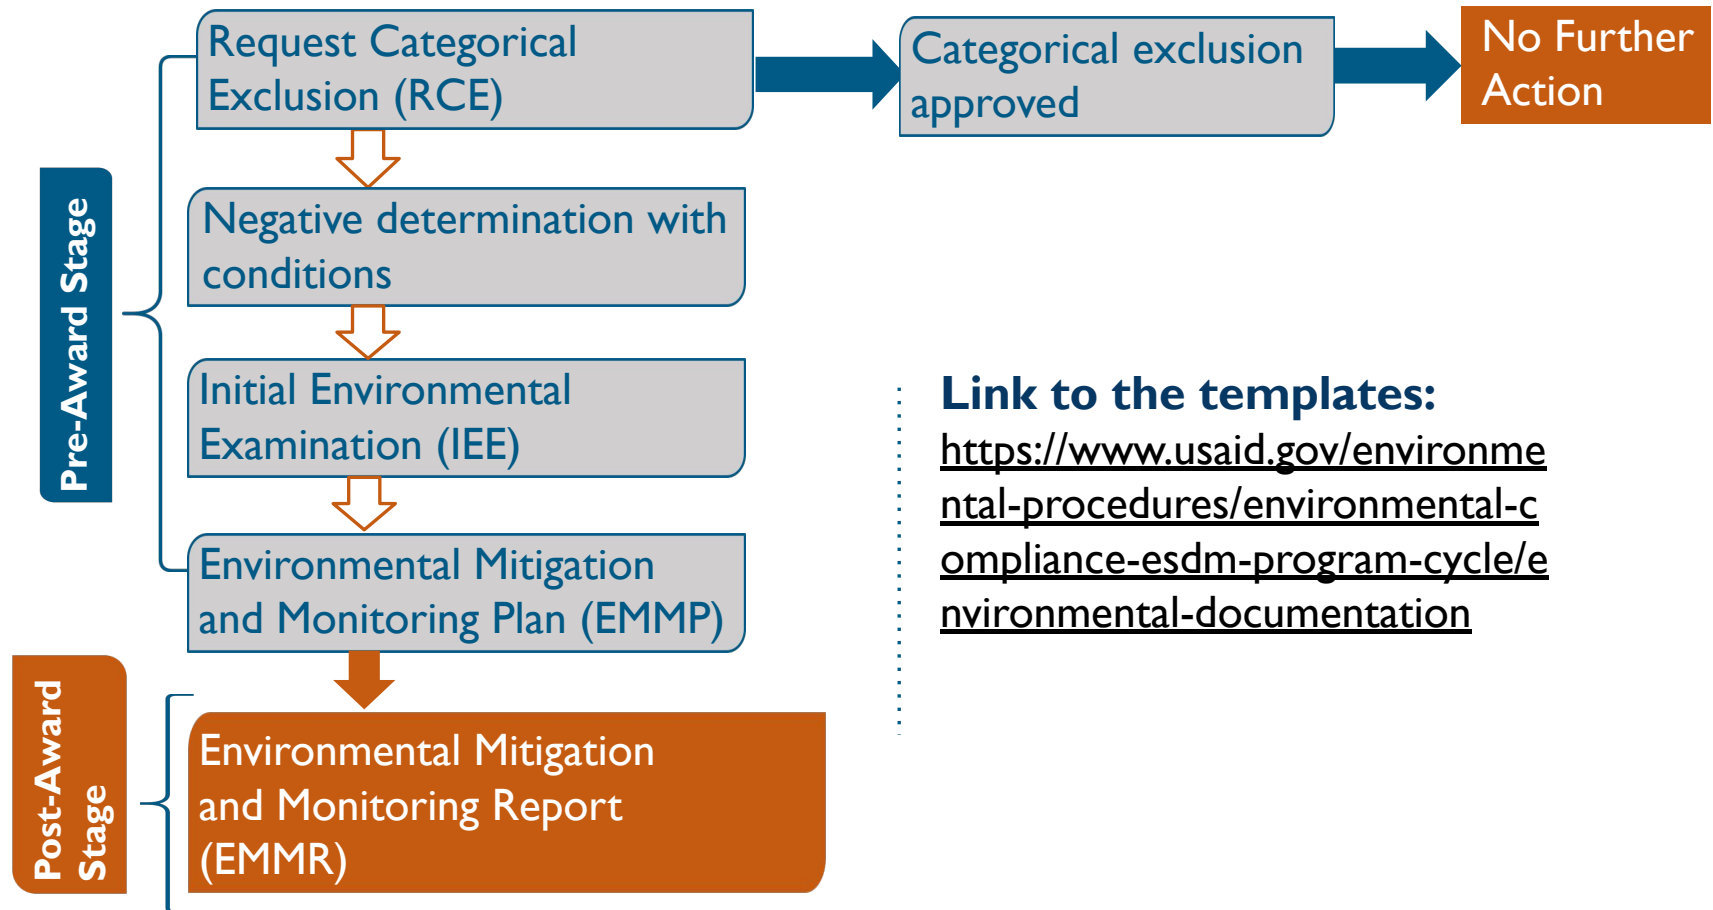 Request Categorical
Exclusion (RCE)
Categorical exclusion
approved
No Further
Action
Pre-Award Stage
Negative determination with
conditions
Initial Environmental
Examination (IEE)
Environmental Mitigation
and Monitoring Plan (EMMP)
Link to the templates:
https://www.usaid.gov/environme
ntal-procedures/environmental-c
ompliance-esdm-program-cycle/e
nvironmental-documentation
Post-Award
Stage
Environmental Mitigation
and Monitoring Report
(EMMR)